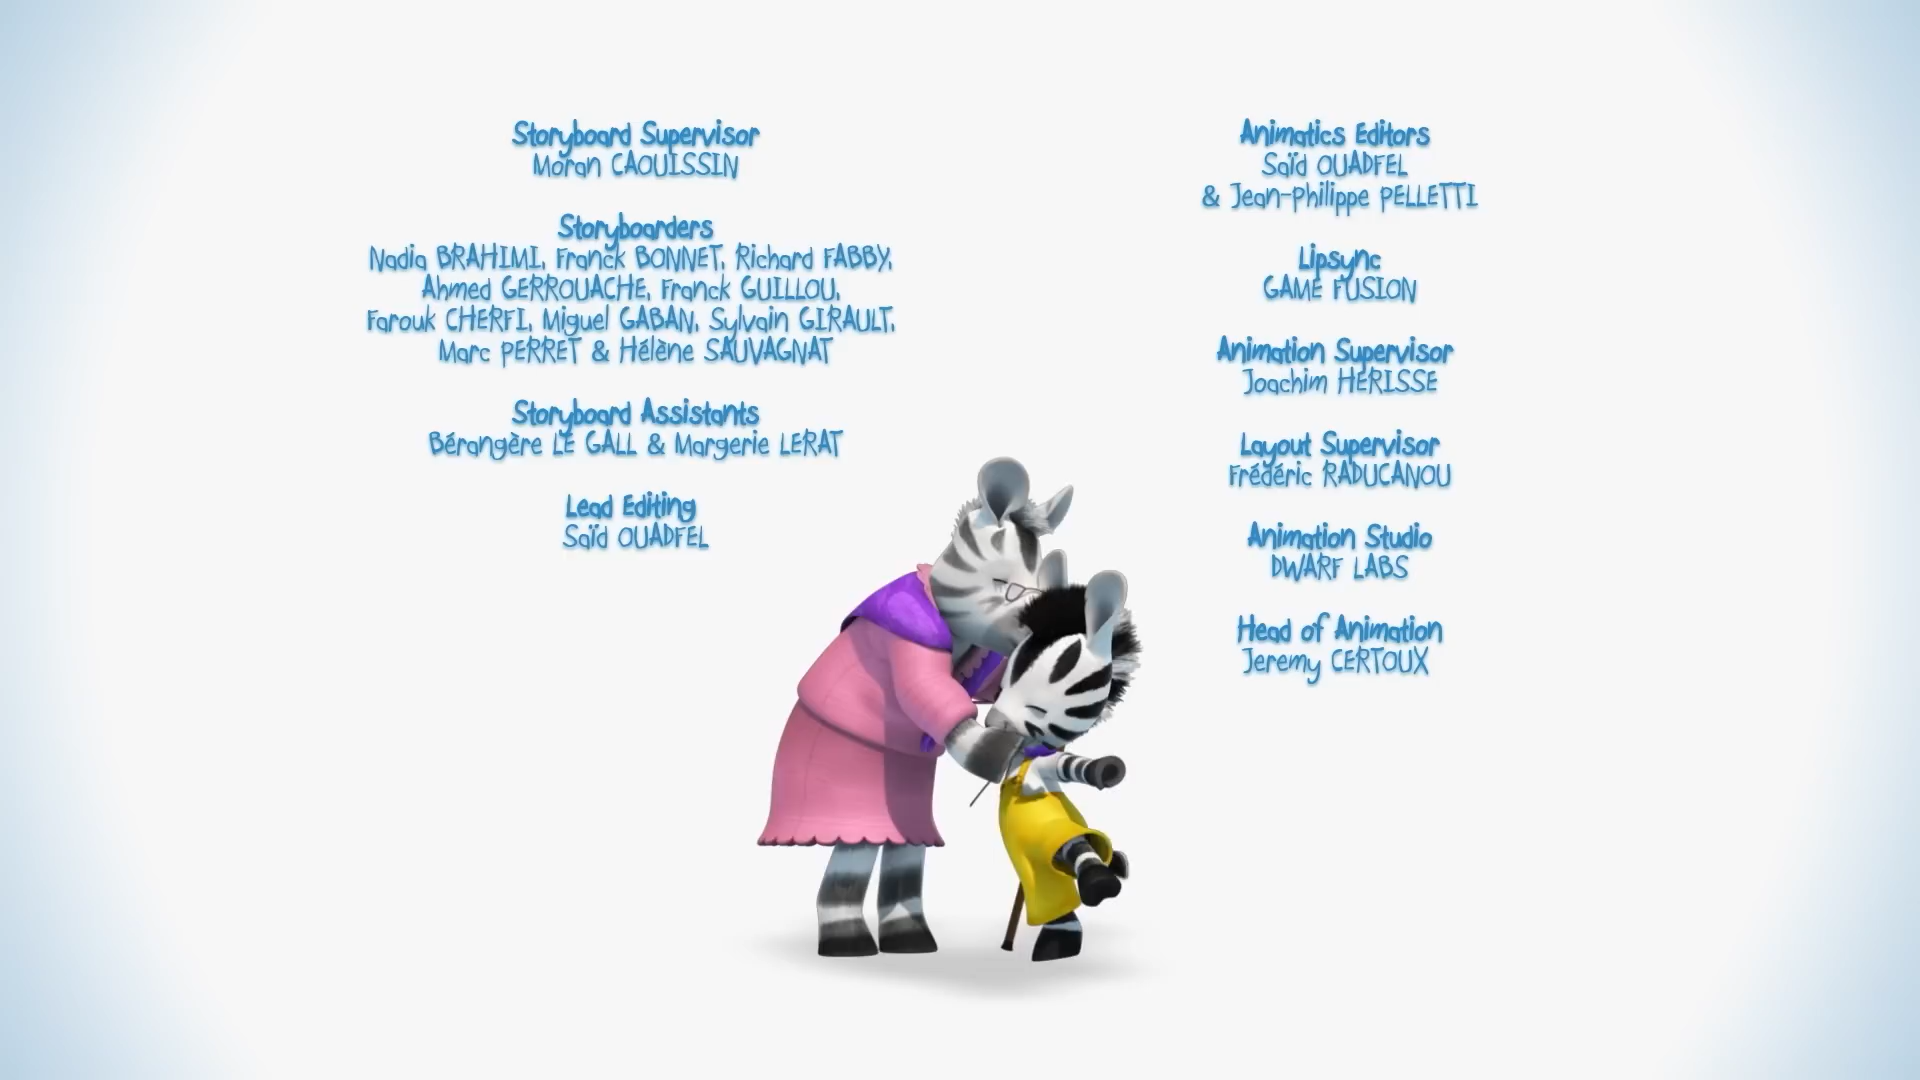 Storyboard Supervisor
Moran CAOUISSIN
Storyboarders
Nadia BRAHIMI, Franck BONNET, Richard FABBY,
Ahmed GERROUACHE, Franck GUILLOU,
Farouk CHERFI, Miguel GABAN, Sylvain GIRAULT,
Marc PERRET & Hélène SAUVAGNAT
Storyboard Assistants
Bérangère LE GALL & Margerie LERAT
Lead Editing
Saïd OUADFEL
Animatics Editors
Saïd OUADFEL
& Jean-Philippe PELLETTI
Lipsync
GAME FUSION
Animation Supervisor
Joachim HERISSE
Layout Supervisor
Frédéric RADUCANOU
Animation Studio
DWARF LABS
Head of Animation
Jeremy CERTOUX